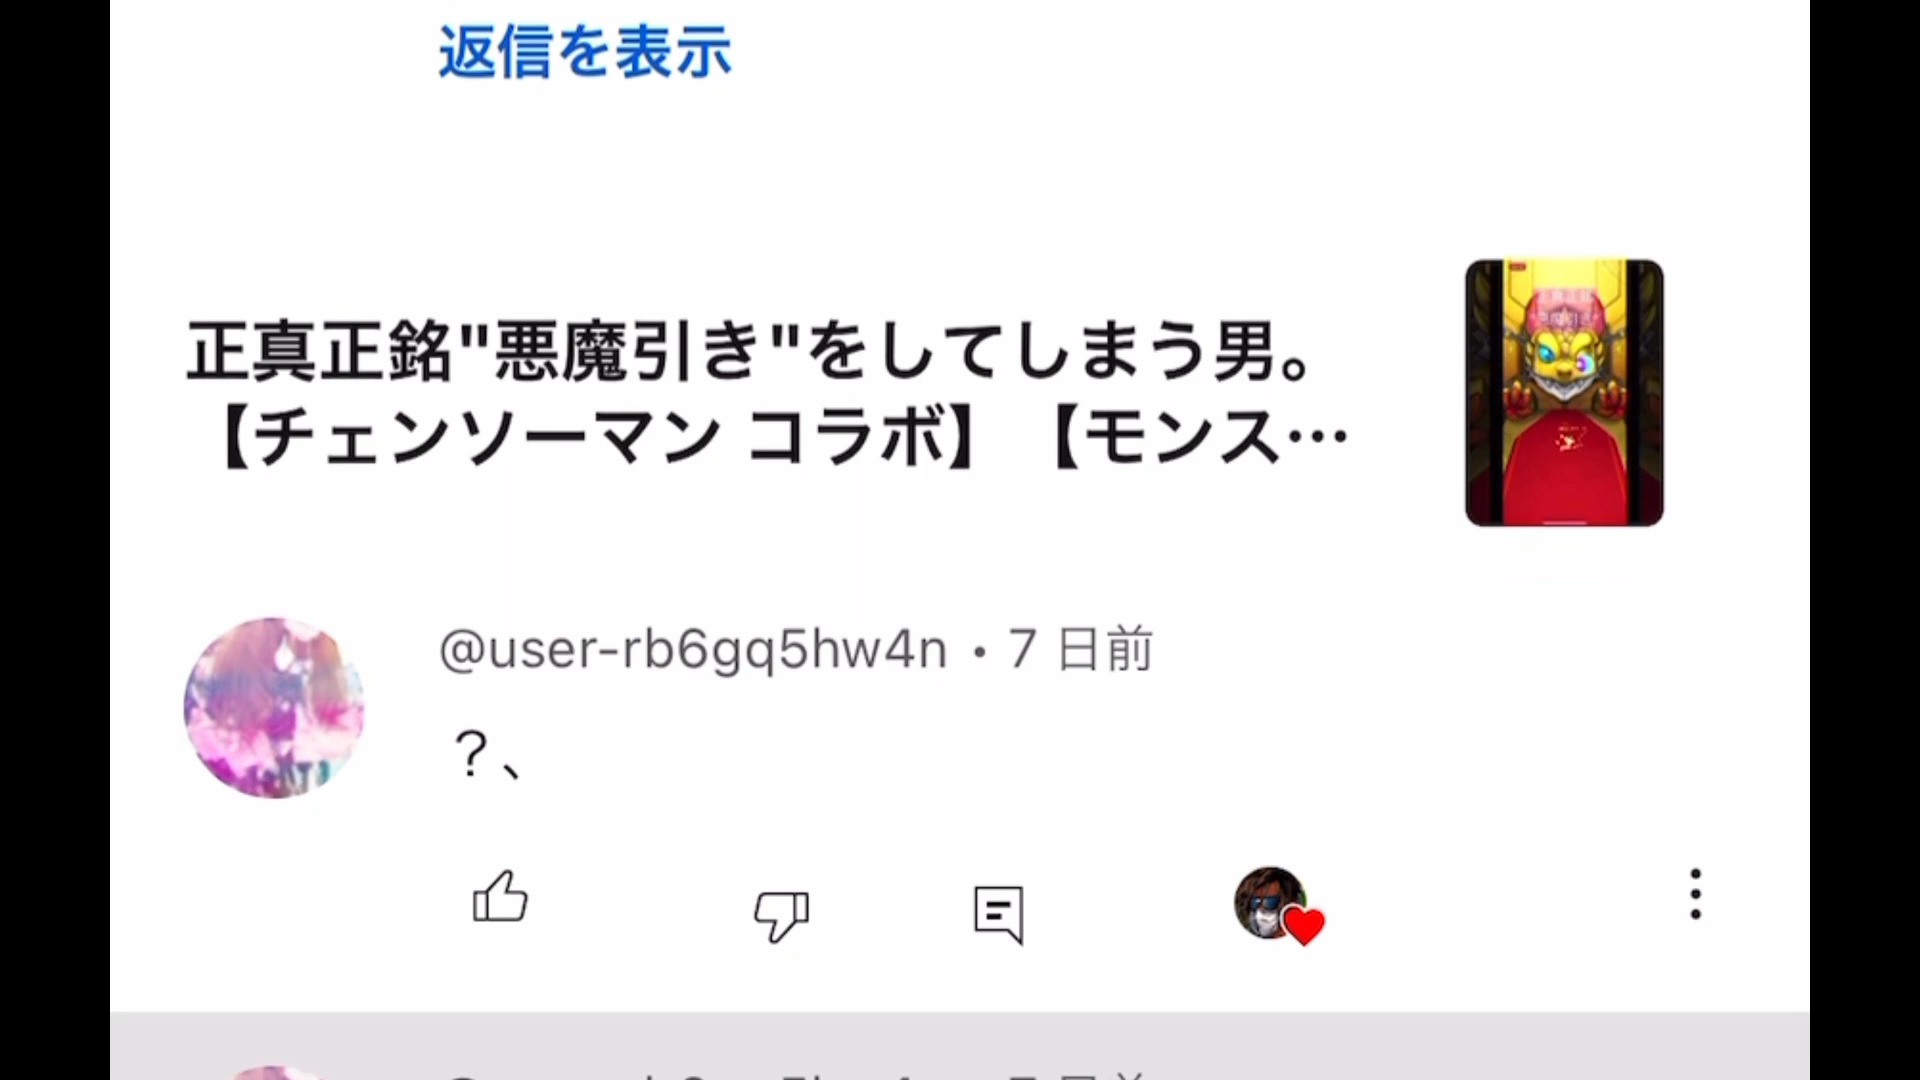 返信を表示
正真正銘"悪魔引き"をしてしまう男。
【チェンソーマン コラボ】【モンス…
@user-rb6gq5hw4n・7 日前
？、